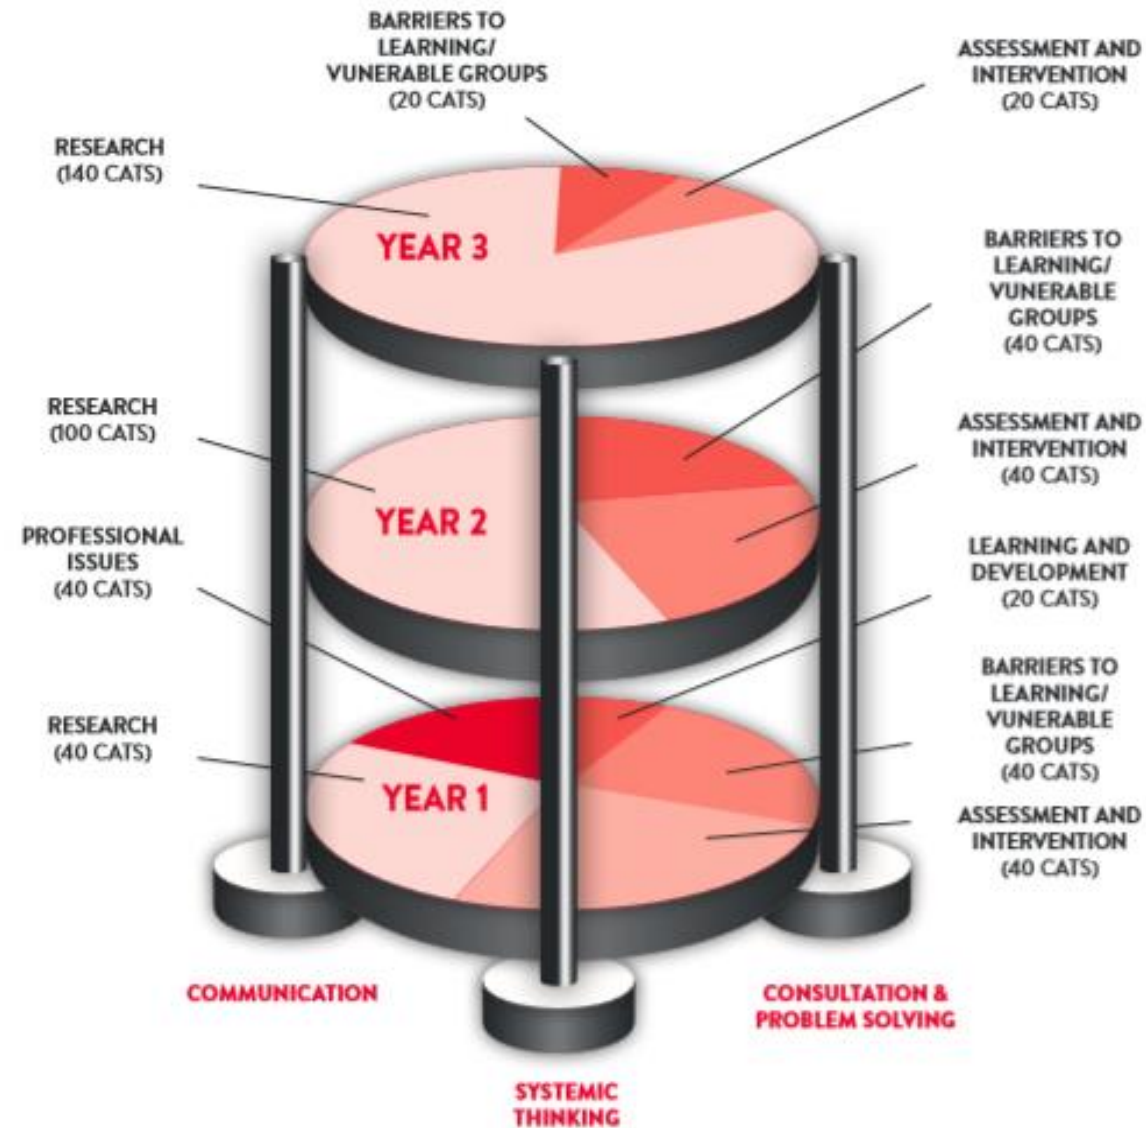 BARRIERS TO
LEARNING/
VUNERABLE GROUPS
(20 CATS)
ASSESSMENT AND
INTERVENTION
(20 CATS)
RESEARCH
(140 CATS)
YEAR 3
BARRIERS TO
LEARNING/
VUNERABLE
GROUPS
(40 CATS)
RESEARCH
(100 CATS)
ASSESSMENT AND
INTERVENTION
(40 CATS)
YEAR 2
PROFESSIONAL
ISSUES
(40 CATS)
LEARNING AND
DEVELOPMENT
(20 CATS)
BARRIERS TO
LEARNING/
VUNERABLE
GROUPS
(40 CATS)
RESEARCH
(40 CATS)
YEAR 1
ASSESSMENT AND
INTERVENTION
(40 CATS)
COMMUNICATION
CONSULTATION &
PROBLEM SOLVING
SYSTEMIC
THINKING